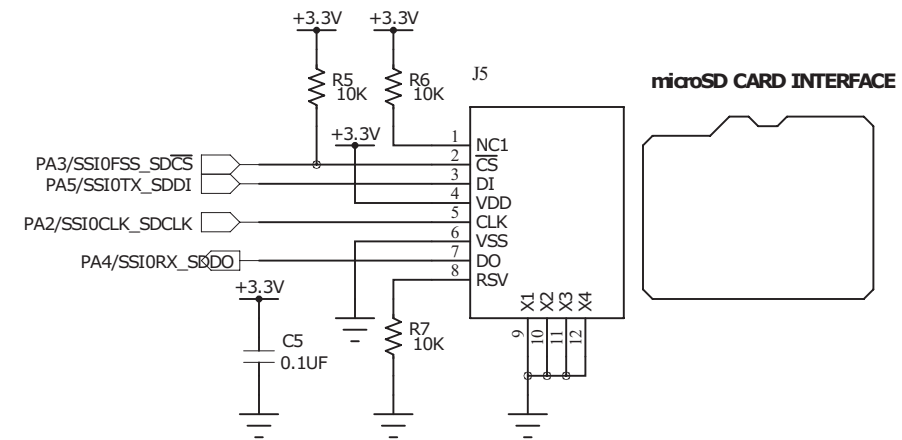 +3.3V
+3.3V
R5
10K
R6
10K
J5
microSD CARD INTERFACE
+3.3V
1
NC1
PA3/SSI0FSS_SDCS
2
CS
PA5/SSI0TX_SDDI
3
DI
4
VDD
PA2/SSI0CLK_SDCLK
5
CLK
6
VSS
PA4/SSI0RX_SDDO
7
DO
8
RSV
+3.3V
X1
X2
X3
X4
9
10
11
12
C5
0.1UF
R7
10K